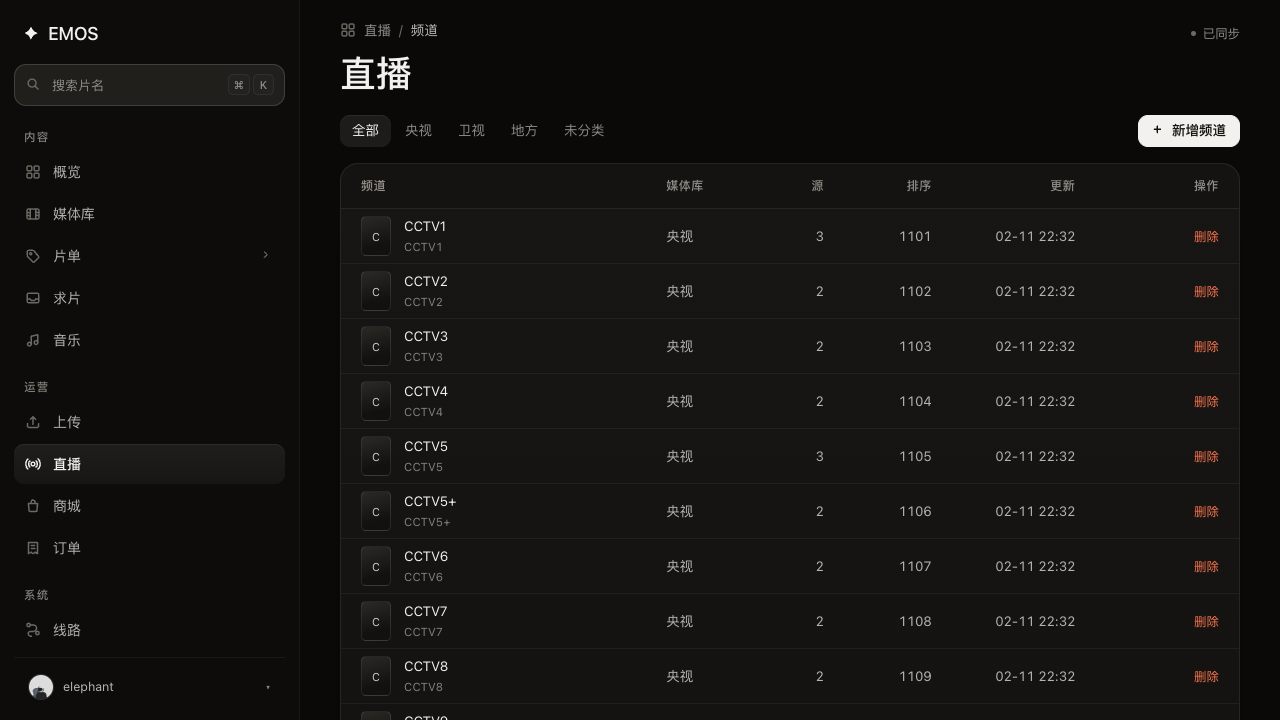 EMOS
搜索片名 ⌘ K
内容
概览
媒体库
片单
求片
音乐
运营
上传
直播
商城
订单
系统
线路
elephant
直播 / 频道
已同步
直播
全部 央视 卫视 地方 未分类
+ 新增频道
频道 媒体库 源 排序 更新 操作
C CCTV1 央视 3 1101 02-11 22:32 删除
CCTV1
C CCTV2 央视 2 1102 02-11 22:32 删除
CCTV2
C CCTV3 央视 2 1103 02-11 22:32 删除
CCTV3
C CCTV4 央视 2 1104 02-11 22:32 删除
CCTV4
C CCTV5 央视 3 1105 02-11 22:32 删除
CCTV5
C CCTV5+ 央视 2 1106 02-11 22:32 删除
CCTV5+
C CCTV6 央视 2 1107 02-11 22:32 删除
CCTV6
C CCTV7 央视 2 1108 02-11 22:32 删除
CCTV7
C CCTV8 央视 2 1109 02-11 22:32 删除
CCTV8